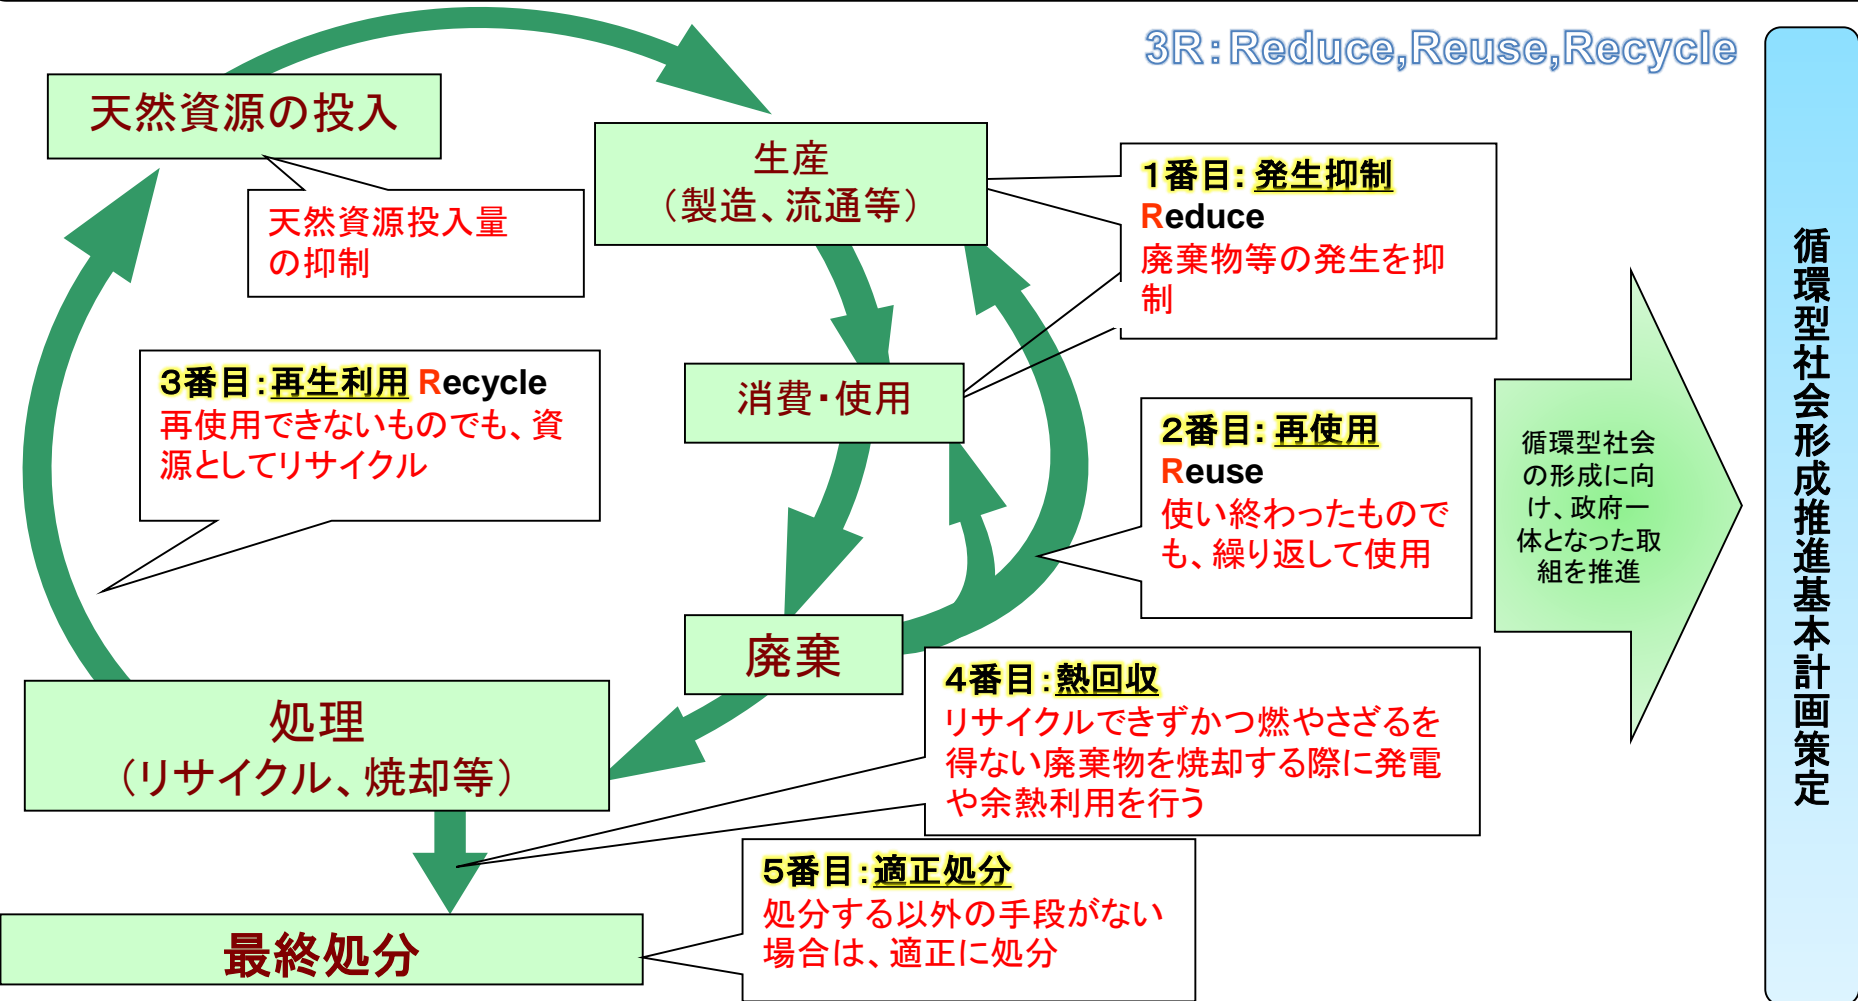 3R:Reduce,Reuse,Recycle
天然資源の投入
天然資源投入量
の抑制
生産
（製造、流通等）
1番目:発生抑制
Reduce
廃棄物等の発生を抑
制
3番目:再生利用 Recycle
再使用できないものでも、資
源としてリサイクル
消費・使用
2番目:再使用
Reuse
使い終わったもので
も、繰り返して使用
廃棄
処理
（リサイクル、焼却等）
4番目:熱回収
リサイクルできずかつ燃やさざるを
得ない廃棄物を焼却する際に発電
や余熱利用を行う
5番目:適正処分
処分する以外の手段がない
場合は、適正に処分
最終処分
循環型社会
の形成に向
け、政府一
体となった取
組を推進
循環型社会形成推進基本計画策定